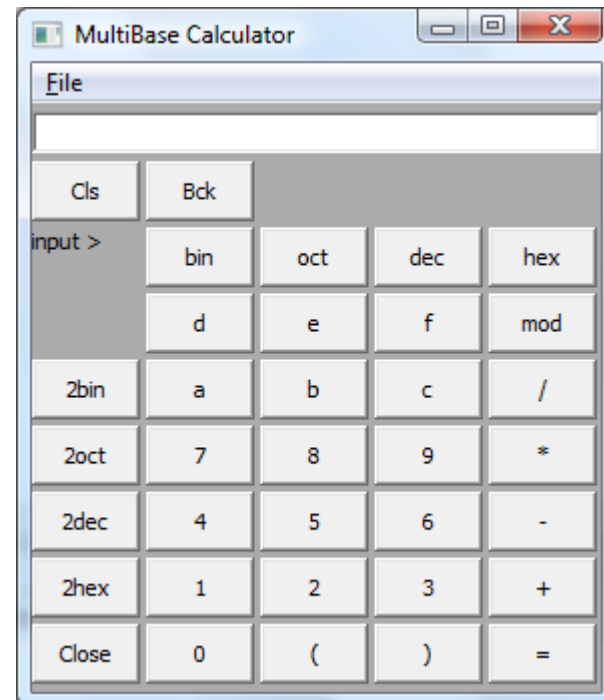 MultiBase Calculator
File
Cls Bck
input > bin oct dec hex
d e f mod
2bin a b c /
2oct 7 8 9 *
2dec 4 5 6 -
2hex 1 2 3 +
Close 0 ( ) =